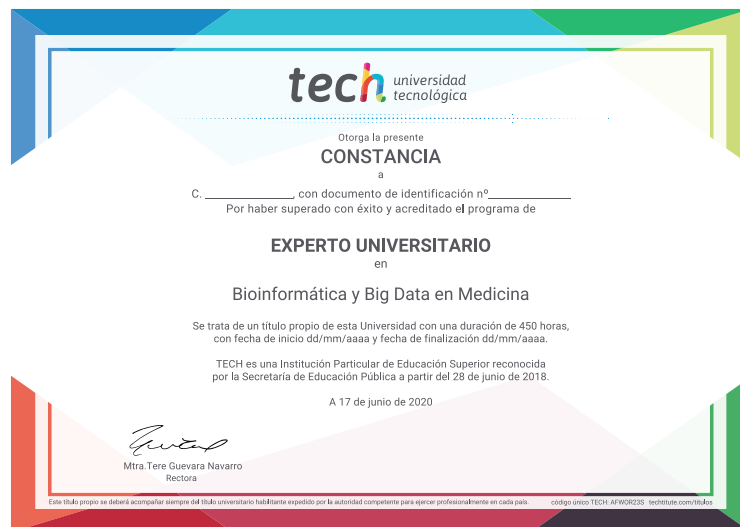 tech universidad
tecnológica
Otorga la presente
CONSTANCIA
a
C. ______________, con documento de identificación nº______________
Por haber superado con éxito y acreditado el programa de
EXPERTO UNIVERSITARIO
en
Bioinformática y Big Data en Medicina
Se trata de un título propio de esta Universidad con una duración de 450 horas,
con fecha de inicio dd/mm/aaaa y fecha de finalización dd/mm/aaaa.
TECH es una Institución Particular de Educación Superior reconocida
por la Secretaría de Educación Pública a partir del 28 de junio de 2018.
A 17 de junio de 2020
Mtra.Tere Guevara Navarro
Rectora
Este título propio se deberá acompañar siempre del título universitario habilitante expedido por la autoridad competente para ejercer profesionalmente en cada país. código único TECH: AFWOR23S techtitute.com/titulos